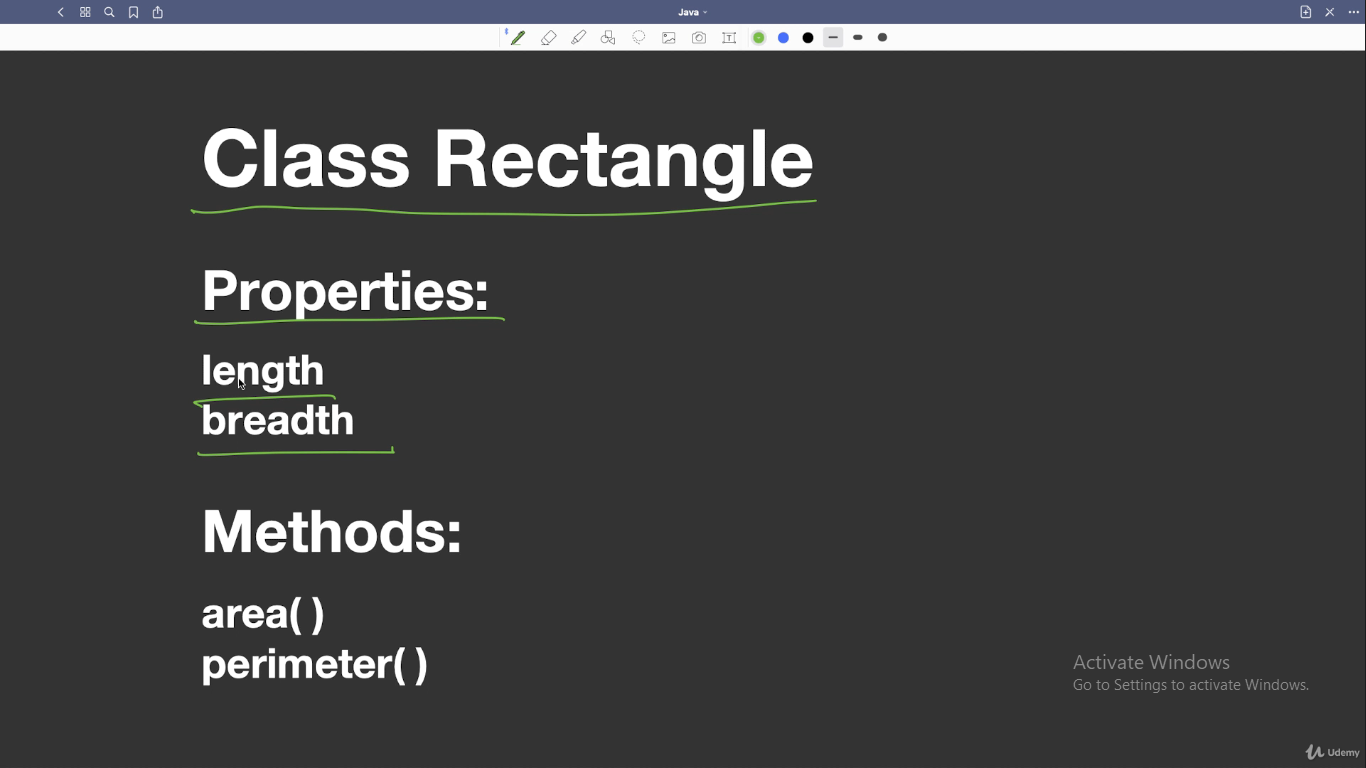 Java
Class Rectangle
Properties:
length
breadth
Methods:
area( )
perimeter( )
Activate Windows
Go to Settings to activate Windows.
Udemy